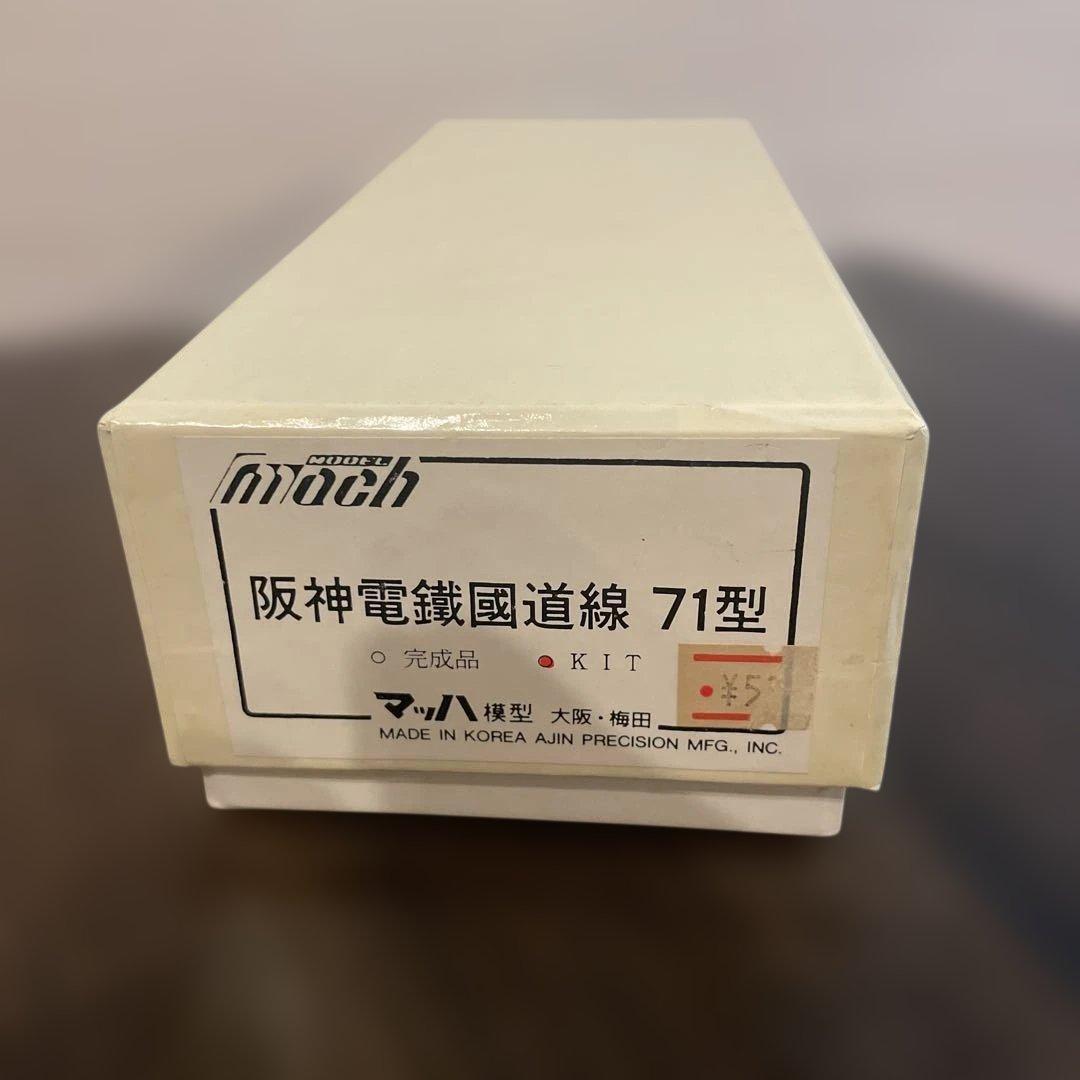 MODEL
mach
阪神電鐵國道線 71型
○ 完成品 ● KIT
¥5
マッハ模型 大阪・梅田
MADE IN KOREA AJIN PRECISION MFG., INC.